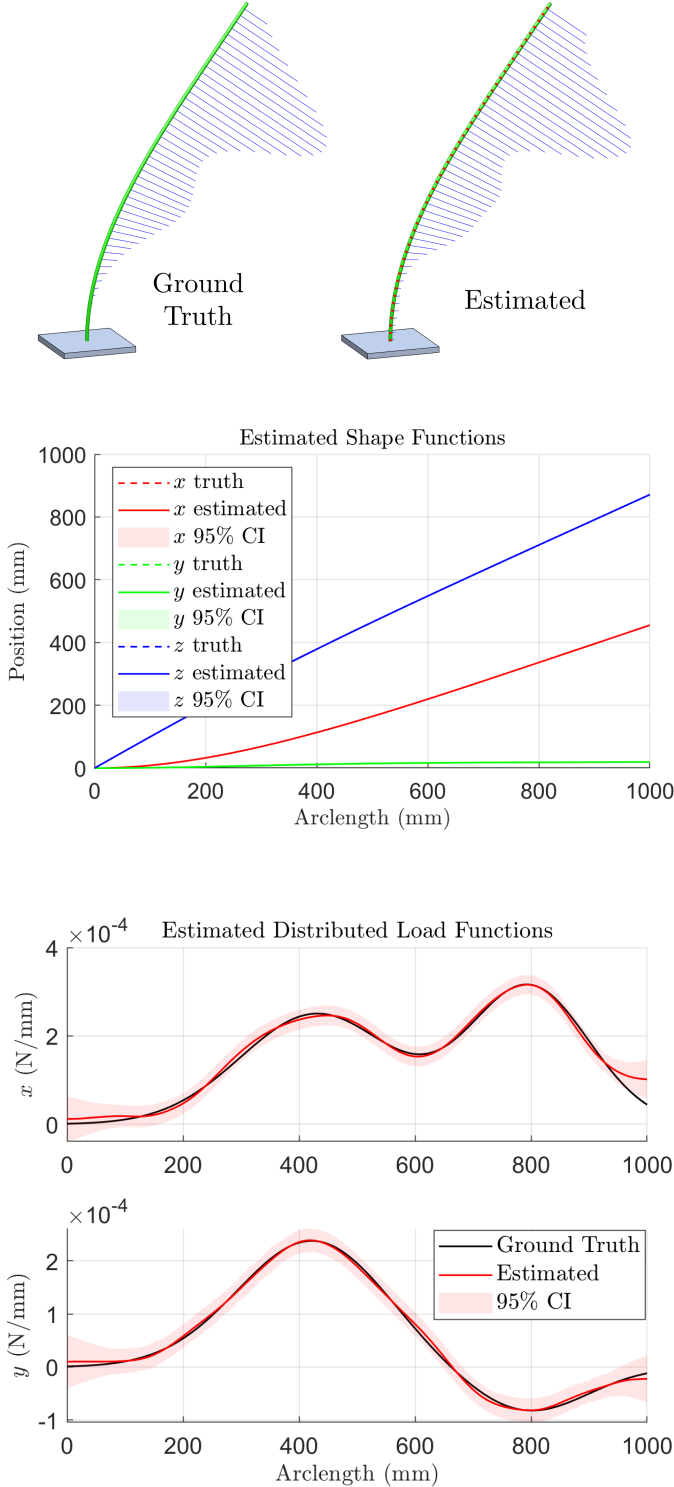 Ground
Truth
Estimated
Estimated Shape Functions
Position (mm)
1000
800
600
400
200
0
x truth
x estimated
x 95% CI
y truth
y estimated
y 95% CI
z truth
z estimated
z 95% CI
0 200 400 600 800 1000
Arclength (mm)
Estimated Distributed Load Functions
×10-4
x (N/mm)
4
2
0
0 200 400 600 800 1000
×10-4
y (N/mm)
2
1
0
-1
Ground Truth
Estimated
95% CI
0 200 400 600 800 1000
Arclength (mm)